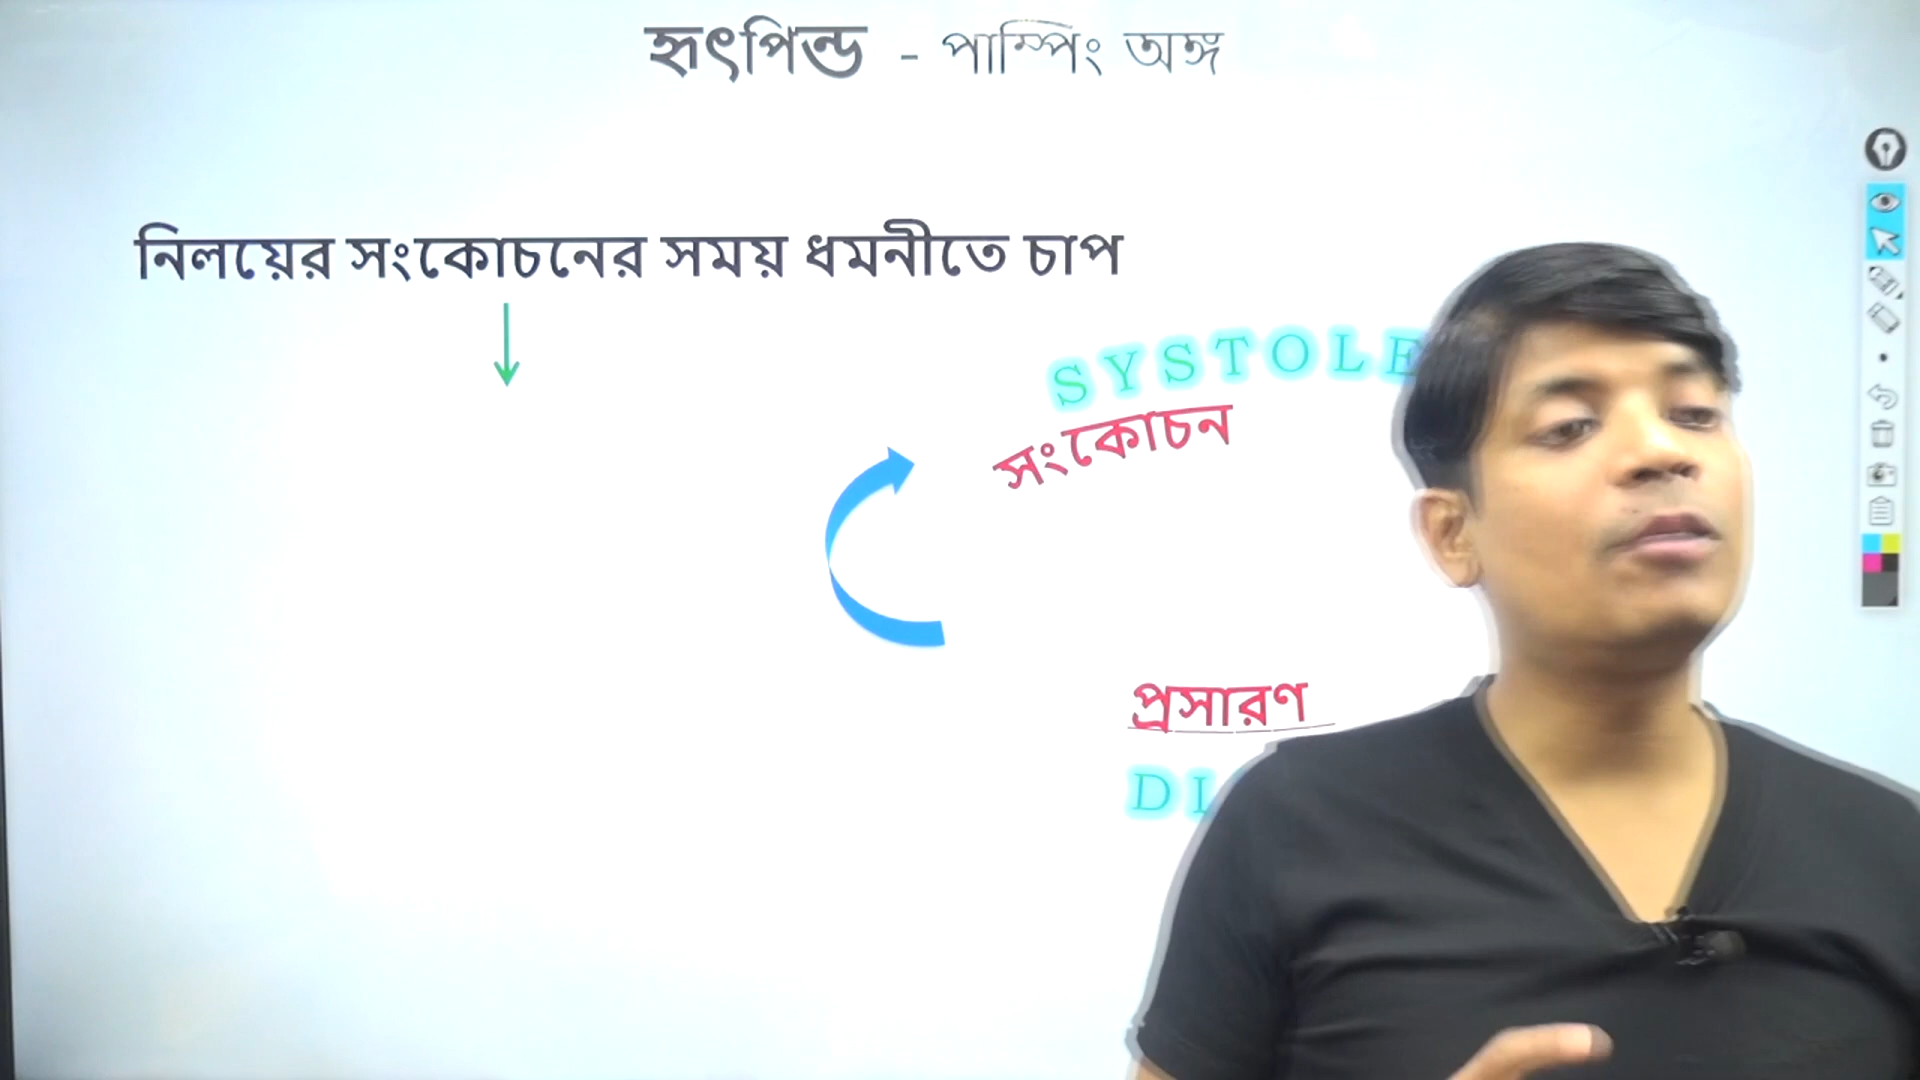 হৃৎপিন্ড - পাম্পিং অঙ্গ
নিলয়ের সংকোচনের সময় ধমনীতে চাপ
SYSTOLE
সংকোচন
প্রসারণ